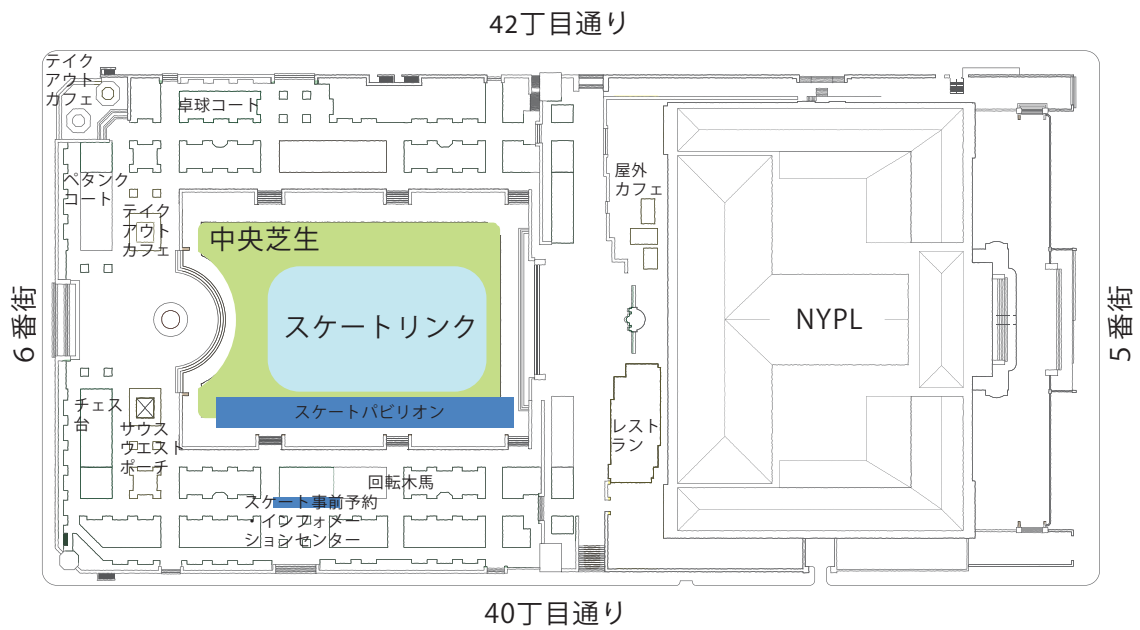 42丁目通り
テイク
アウト
カフェ
卓球コート
ペタンク
コート
テイク
アウト
カフェ
屋外
カフェ
中央芝生
スケートリンク
NYPL
6番街
5番街
スケートパビリオン
チェス
台
サウス
ウエスト
ポーチ
レスト
ラン
回転木馬
スケート事前予約
・インフォメー
ションセンター
40丁目通り